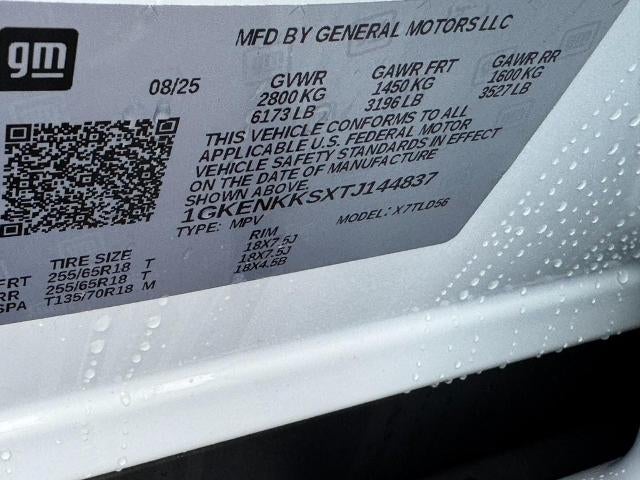 gm
MFD BY GENERAL MOTORS LLC
08/25 GVWR GAWR FRT GAWR RR
2800 KG 1450 KG 1600 KG
6173 LB 3196 LB 3527 LB
THIS VEHICLE CONFORMS TO ALL
APPLICABLE U.S. FEDERAL MOTOR
VEHICLE SAFETY STANDARDS IN EFFECT
ON THE DATE OF MANUFACTURE
SHOWN ABOVE.
1GKENKKSXTJ144837
TYPE: MPV MODEL: X7TLD56
TIRE SIZE RIM
FRT 255/65R18 T 18X7.5J
RR 255/65R18 T 18X7.5J
SPA T135/70R18 M 18X4.5B